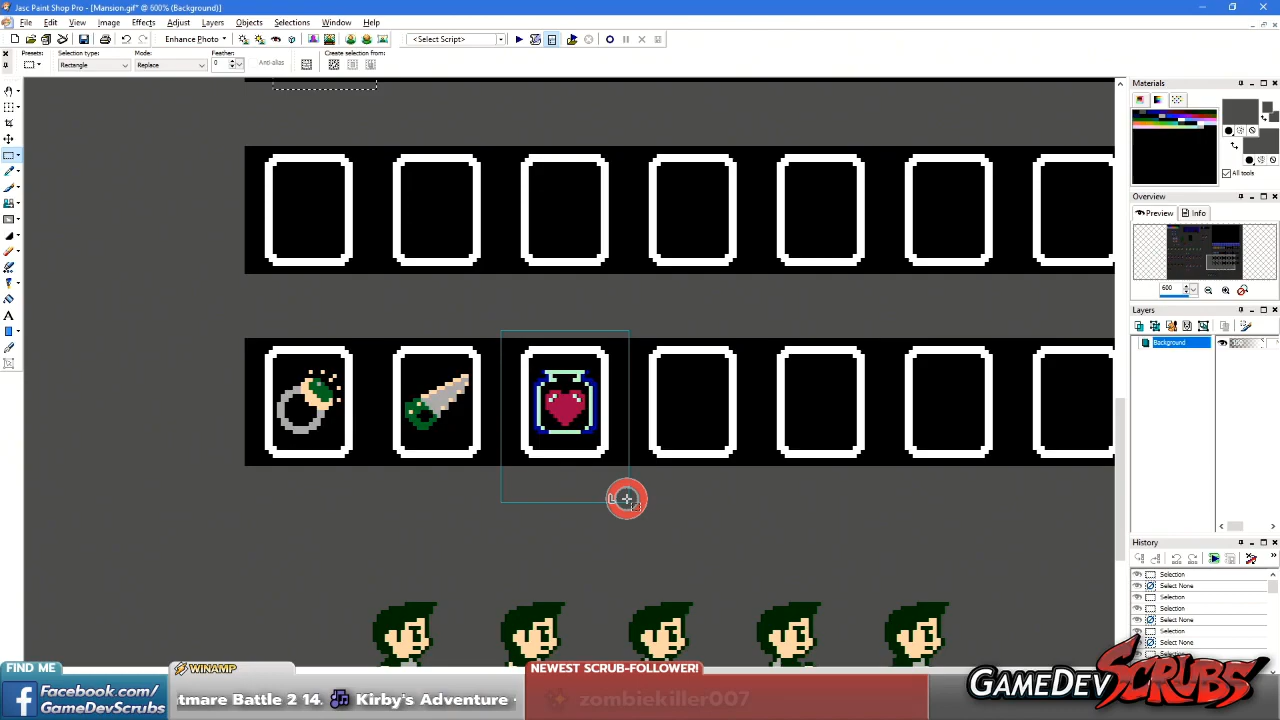 Jasc Paint Shop Pro - [Mansion.gif* @ 600% (Background)]
File Edit View Image Effects Adjust Layers Objects Selections Window Help
Enhance Photo <Select Script>
Presets: Selection type: Mode: Feather: Create selection from:
Rectangle Replace 0 Anti-alias
Materials
All tools
Overview
Preview Info
600
Layers
Background 100
History
Selection
Select None
Selection
Selection
Select None
Selection
Select None
L
FIND ME
Facebook.com/
GameDevScrubs
WINAMP
tmare Battle 2 14. Kirby's Adventure -
NEWEST SCRUB-FOLLOWER!
zombiekiller007
GAMEDEV SCRUBS